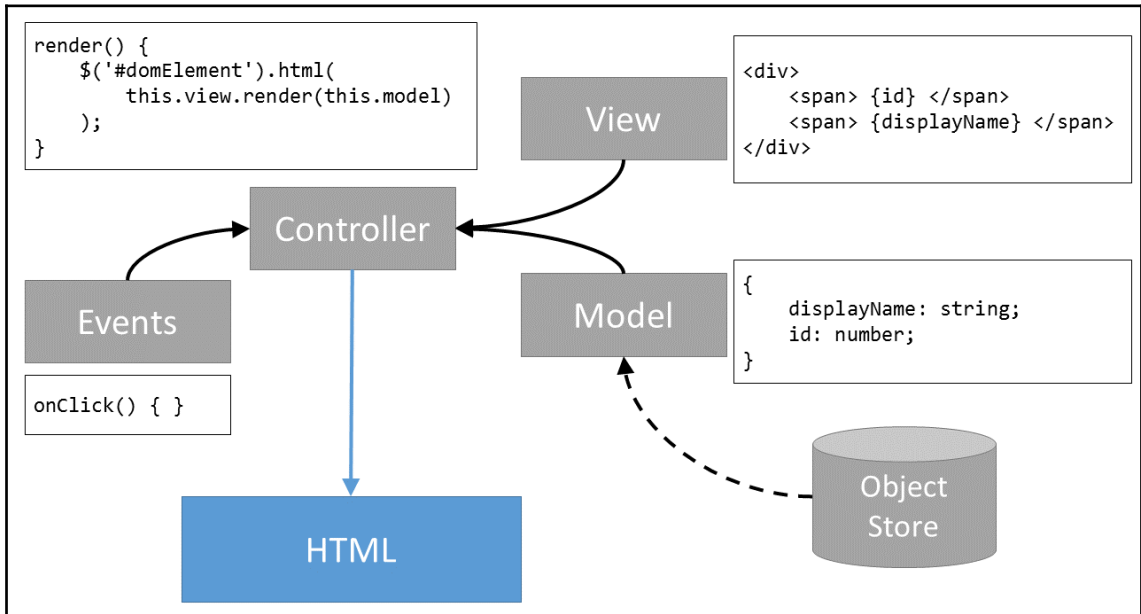 render() {
    $('#domElement').html(
        this.view.render(this.model)
    );
}
View
<div>
    <span> {id} </span>
    <span> {displayName} </span>
</div>
Controller
Events
Model
{
    displayName: string;
    id: number;
}
onClick() { }
Object
Store
HTML